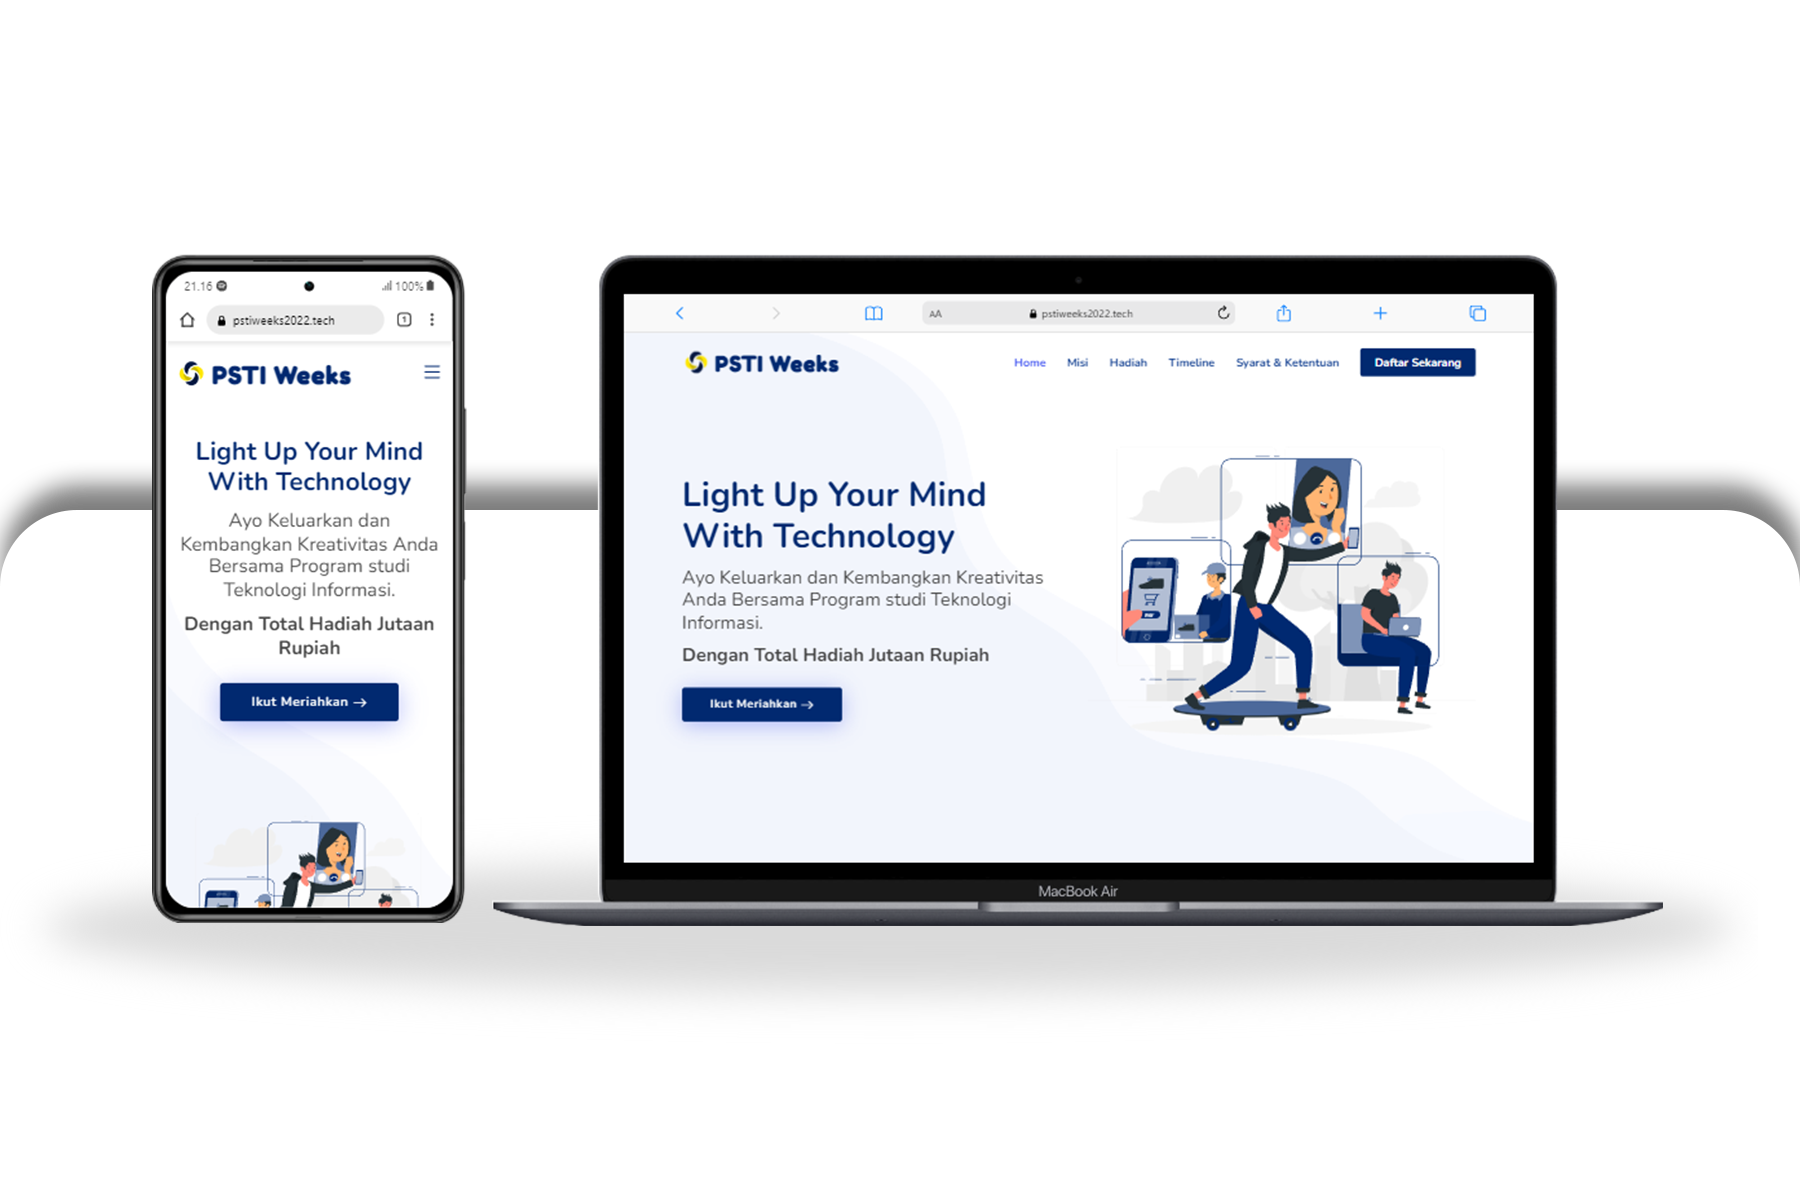 21.16
100%
pstiweeks2022.tech
1
PSTI Weeks
Light Up Your Mind
With Technology
Ayo Keluarkan dan
Kembangkan Kreativitas Anda
Bersama Program studi
Teknologi Informasi.
Dengan Total Hadiah Jutaan
Rupiah
Ikut Meriahkan →
AA
pstiweeks2022.tech
PSTI Weeks
Home Misi Hadiah Timeline Syarat & Ketentuan Daftar Sekarang
Light Up Your Mind
With Technology
Ayo Keluarkan dan Kembangkan Kreativitas
Anda Bersama Program studi Teknologi
Informasi.
Dengan Total Hadiah Jutaan Rupiah
Ikut Meriahkan →
MacBook Air